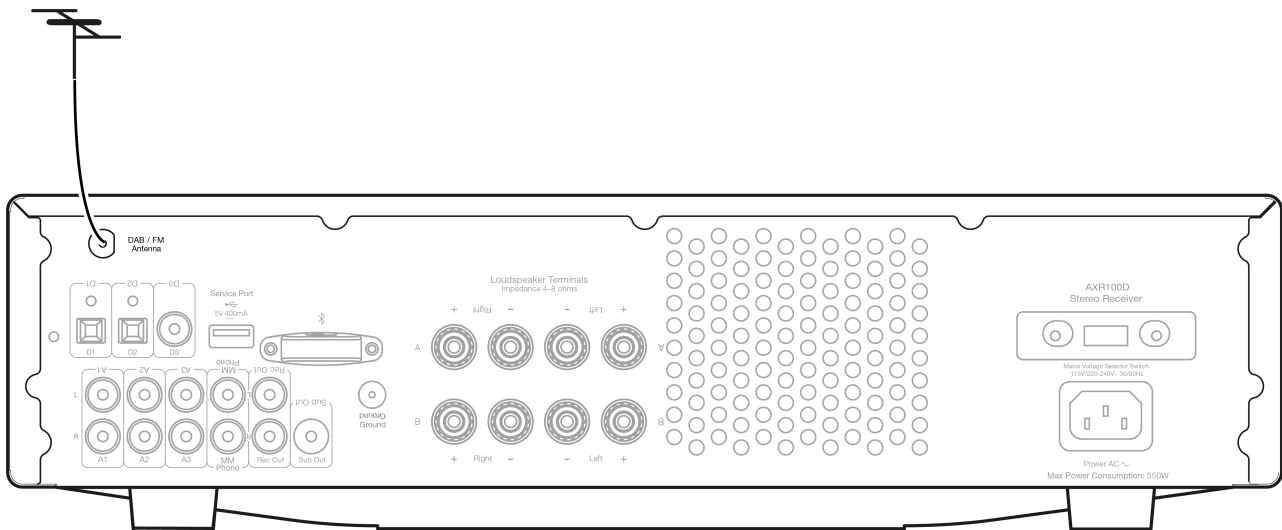 DAB / FM
Antenna
D1 D2 D3
Service Port
5V 400mA
D1 D2 D3
Loudspeaker Terminals
Impedance 4-8 ohms
+ Right - - Left +
A A
AXR100D
Stereo Receiver
Mains Voltage Selector Switch
115V/220-240V~ 50/60Hz
A1 A2 A3 MM Phono Rec Out
L L
Sub Out
Ground
Ground
R R
B B
A1 A2 A3 MM Phono Rec Out Sub Out
+ Right - - Left +
Power AC ∿
Max Power Consumption: 550W